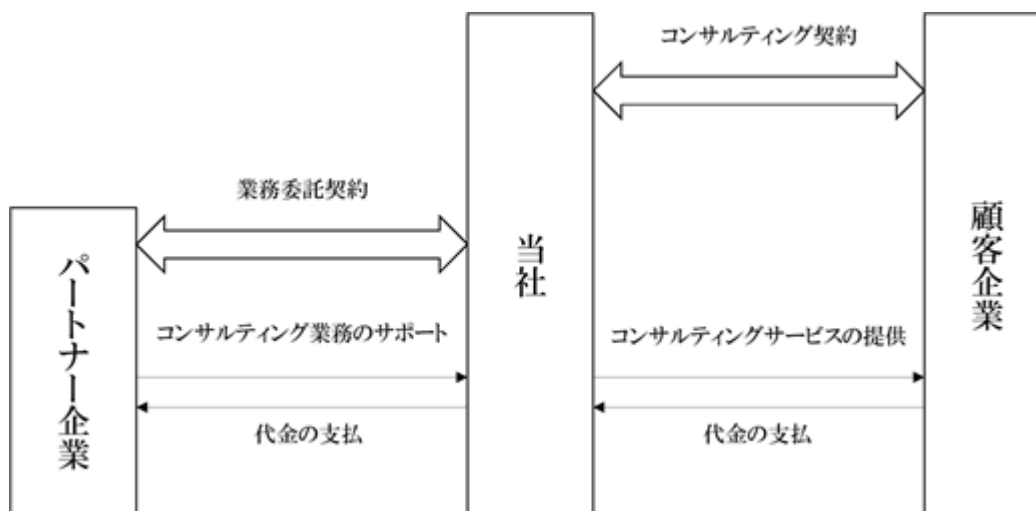 コンサルティング契約
業務委託契約
パートナー企業
当社
顧客企業
コンサルティング業務のサポート
コンサルティングサービスの提供
代金の支払
代金の支払